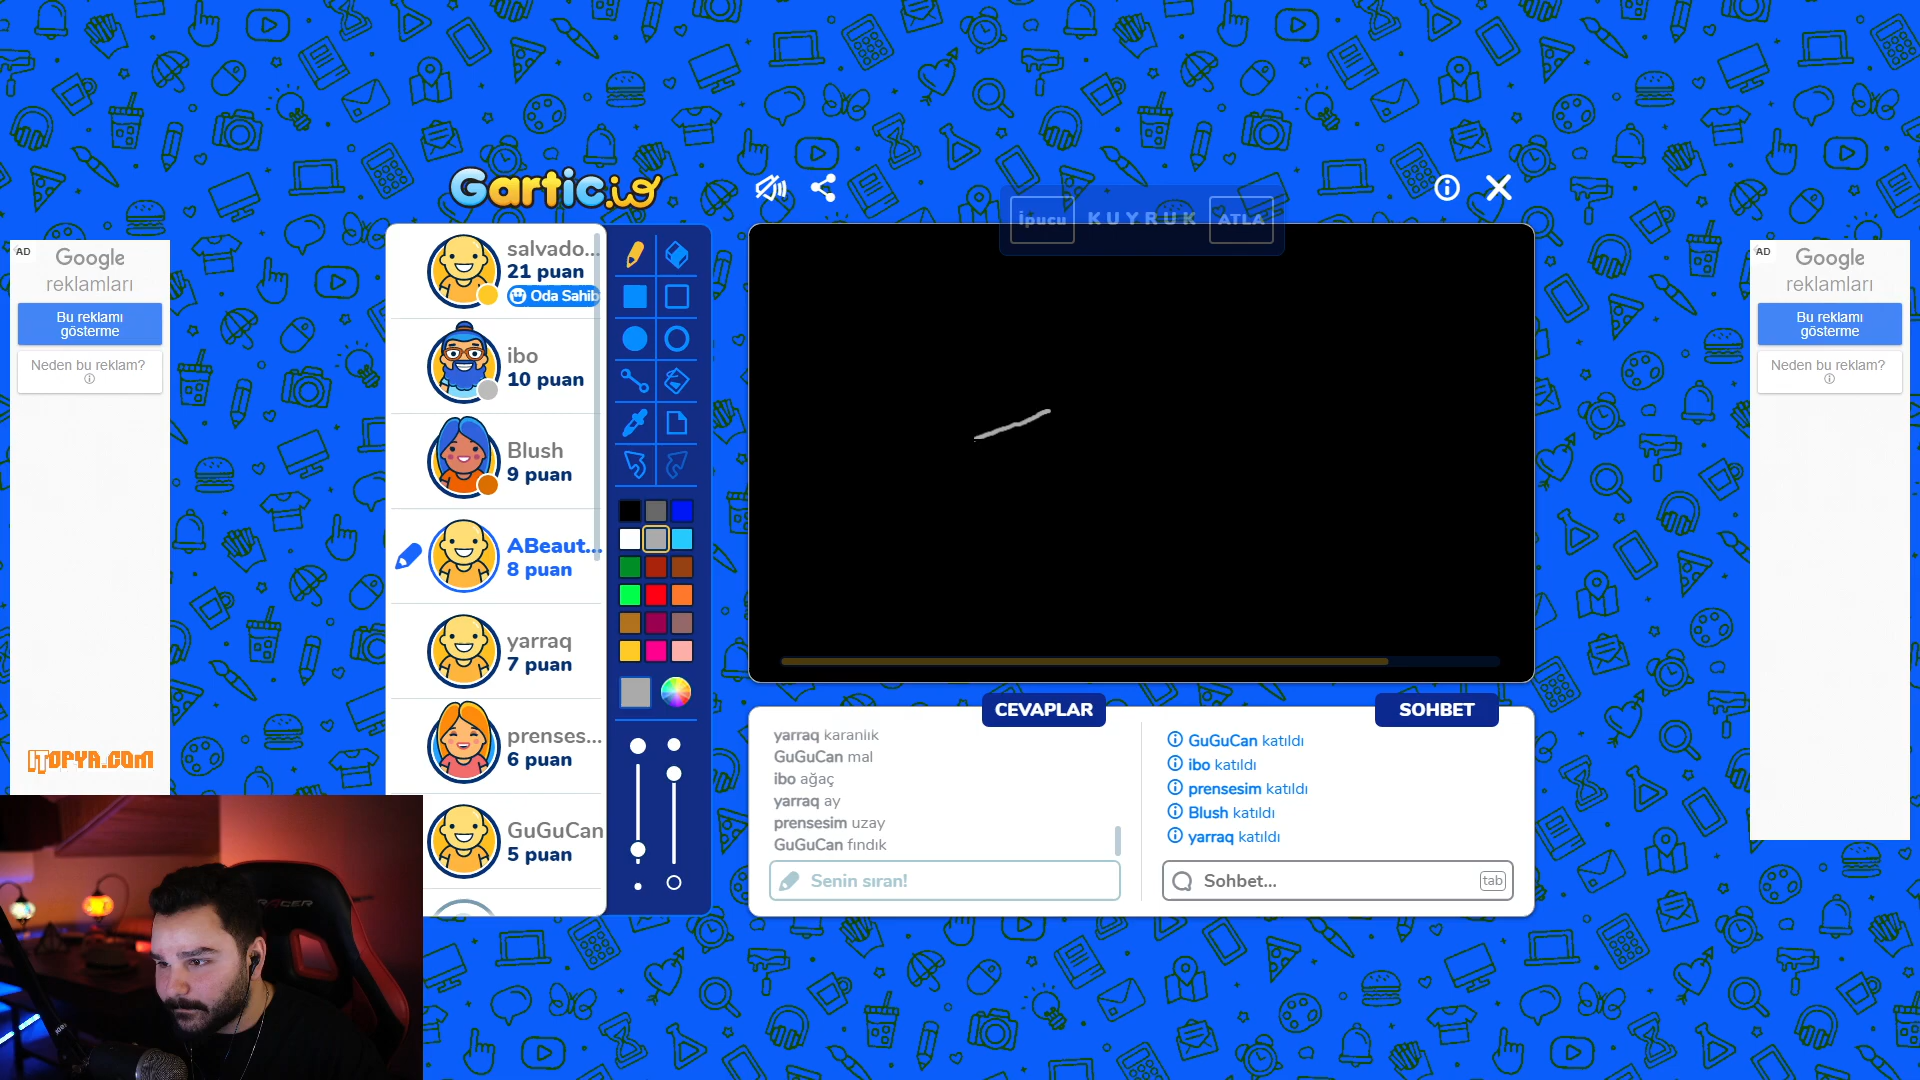 Gartic.io
İpucu KUYRUK ATLA
AD
Google
reklamları
Bu reklamı
gösterme
Neden bu reklam?
ITOPYA.COM
salvado...
21 puan
Oda Sahib
ibo
10 puan
Blush
9 puan
ABeaut...
8 puan
yarraq
7 puan
prenses...
6 puan
GuGuCan
5 puan
CEVAPLAR
yarraq karanlık
GuGuCan mal
ibo ağaç
yarraq ay
prensesim uzay
GuGuCan fındık
Senin sıran!
SOHBET
GuGuCan katıldı
ibo katıldı
prensesim katıldı
Blush katıldı
yarraq katıldı
Sohbet... tab
AD
Google
reklamları
Bu reklamı
gösterme
Neden bu reklam?